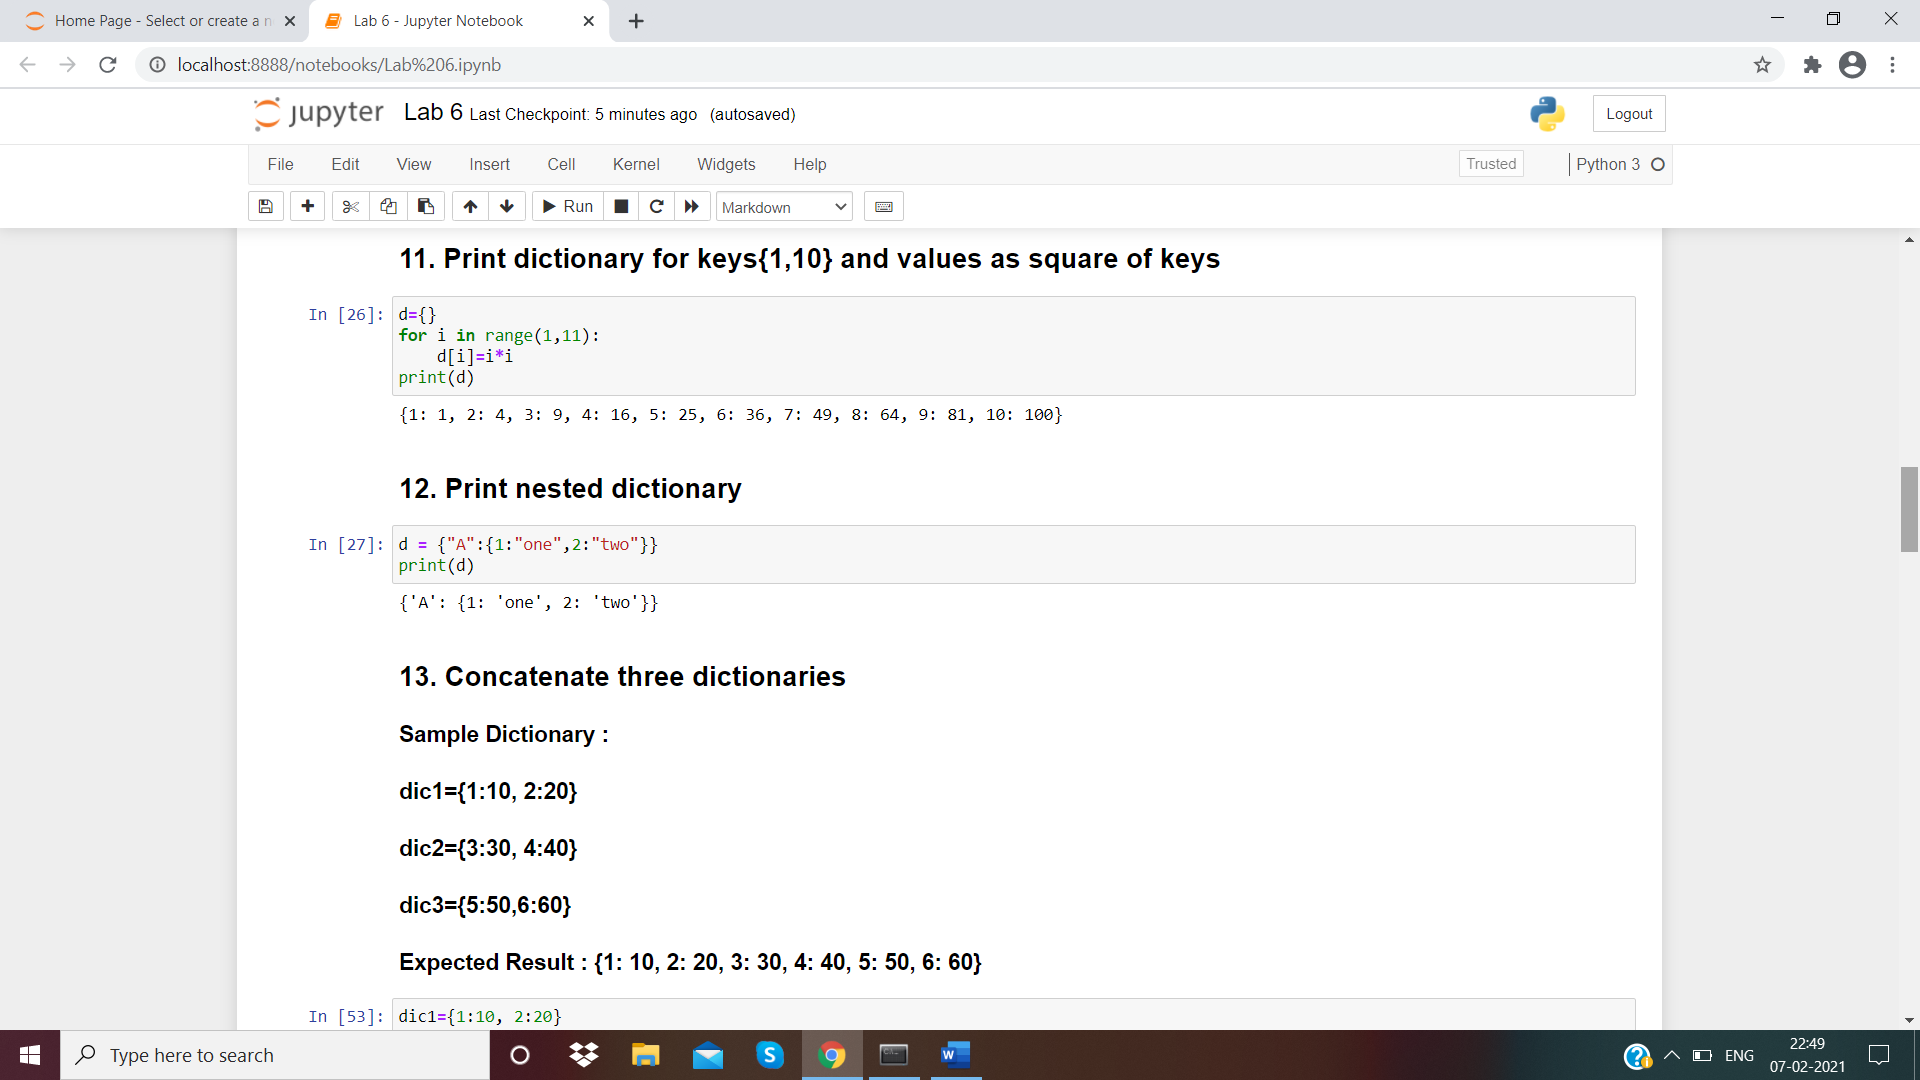 Home Page - Select or create a n
Lab 6 - Jupyter Notebook
localhost:8888/notebooks/Lab%206.ipynb
jupyter Lab 6 Last Checkpoint: 5 minutes ago (autosaved)
Logout
File Edit View Insert Cell Kernel Widgets Help
Trusted
Python 3
Run
Markdown
11. Print dictionary for keys{1,10} and values as square of keys
In [26]: d={}
for i in range(1,11):
    d[i]=i*i
print(d)
{1: 1, 2: 4, 3: 9, 4: 16, 5: 25, 6: 36, 7: 49, 8: 64, 9: 81, 10: 100}
12. Print nested dictionary
In [27]: d = {"A":{1:"one",2:"two"}}
print(d)
{'A': {1: 'one', 2: 'two'}}
13. Concatenate three dictionaries
Sample Dictionary :
dic1={1:10, 2:20}
dic2={3:30, 4:40}
dic3={5:50,6:60}
Expected Result : {1: 10, 2: 20, 3: 30, 4: 40, 5: 50, 6: 60}
In [53]: dic1={1:10, 2:20}
Type here to search
ENG
22:49
07-02-2021